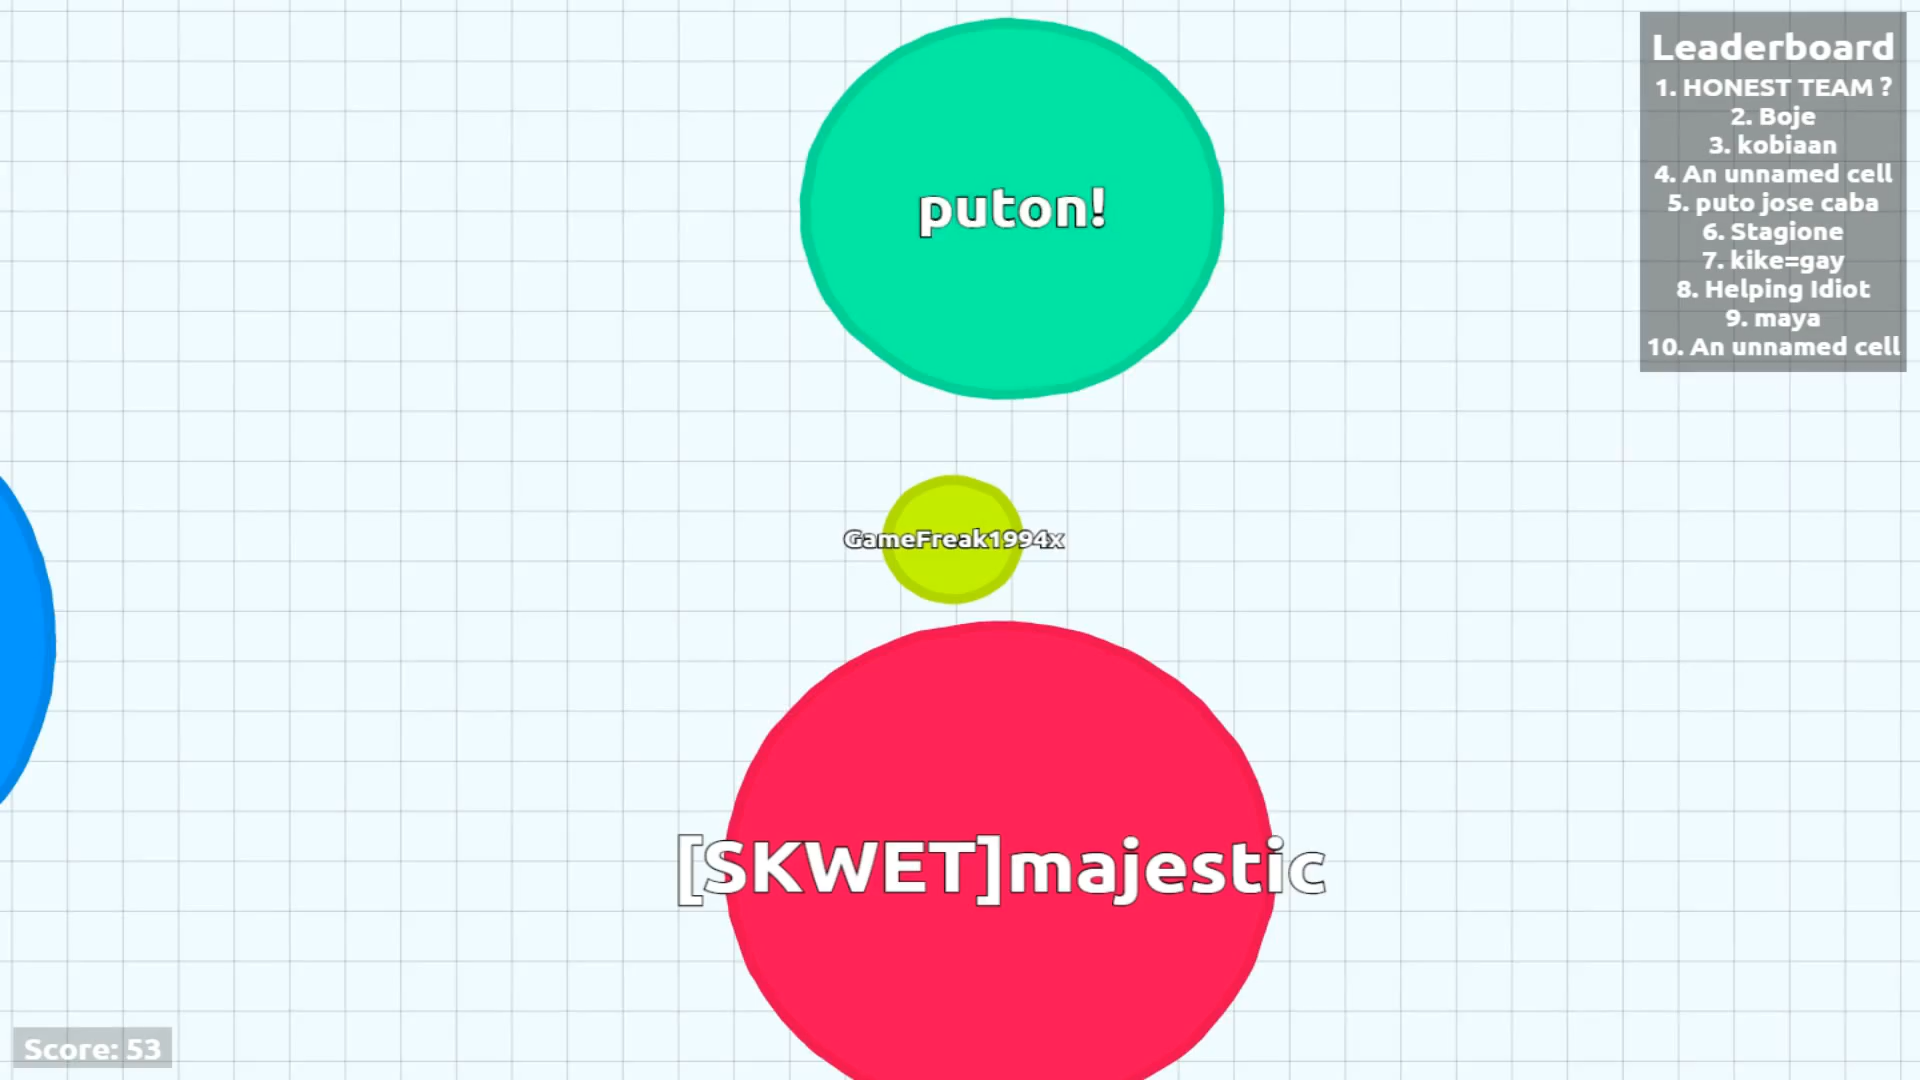 puton!
GameFreak1994x
[SKWET]majestic
Leaderboard
1. HONEST TEAM ?
2. Boje
3. kobiaan
4. An unnamed cell
5. puto jose caba
6. Stagione
7. kike=gay
8. Helping Idiot
9. maya
10. An unnamed cell
Score: 53